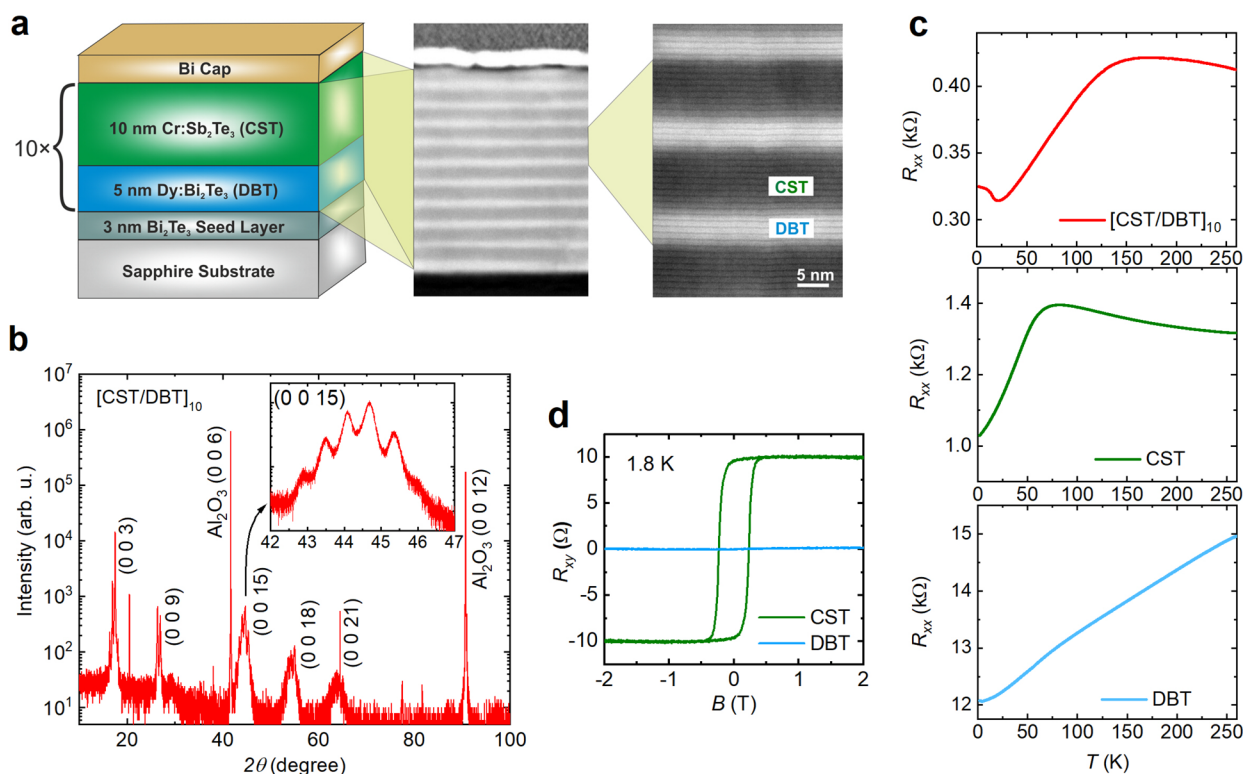 a
Bi Cap
10×
10 nm Cr:Sb₂Te₃ (CST)
5 nm Dy:Bi₂Te₃ (DBT)
3 nm Bi₂Te₃ Seed Layer
Sapphire Substrate
CST
DBT
5 nm
b
Intensity (arb. u.)
10⁷
10⁶
10⁵
10⁴
10³
10²
10¹
[CST/DBT]₁₀
(0 0 3)
(0 0 9)
Al₂O₃ (0 0 6)
(0 0 15)
(0 0 18)
(0 0 21)
Al₂O₃ (0 0 12)
(0 0 15)
42 43 44 45 46 47
20 40 60 80 100
2θ (degree)
c
Rxx (kΩ)
0.40
0.35
0.30
[CST/DBT]₁₀
0 50 100 150 200 250
Rxx (kΩ)
1.4
1.2
1.0
CST
0 50 100 150 200 250
Rxx (kΩ)
15
14
13
12
DBT
0 50 100 150 200 250
T (K)
d
1.8 K
Rxy (Ω)
10
5
0
-5
-10
CST
DBT
-2 -1 0 1 2
B (T)